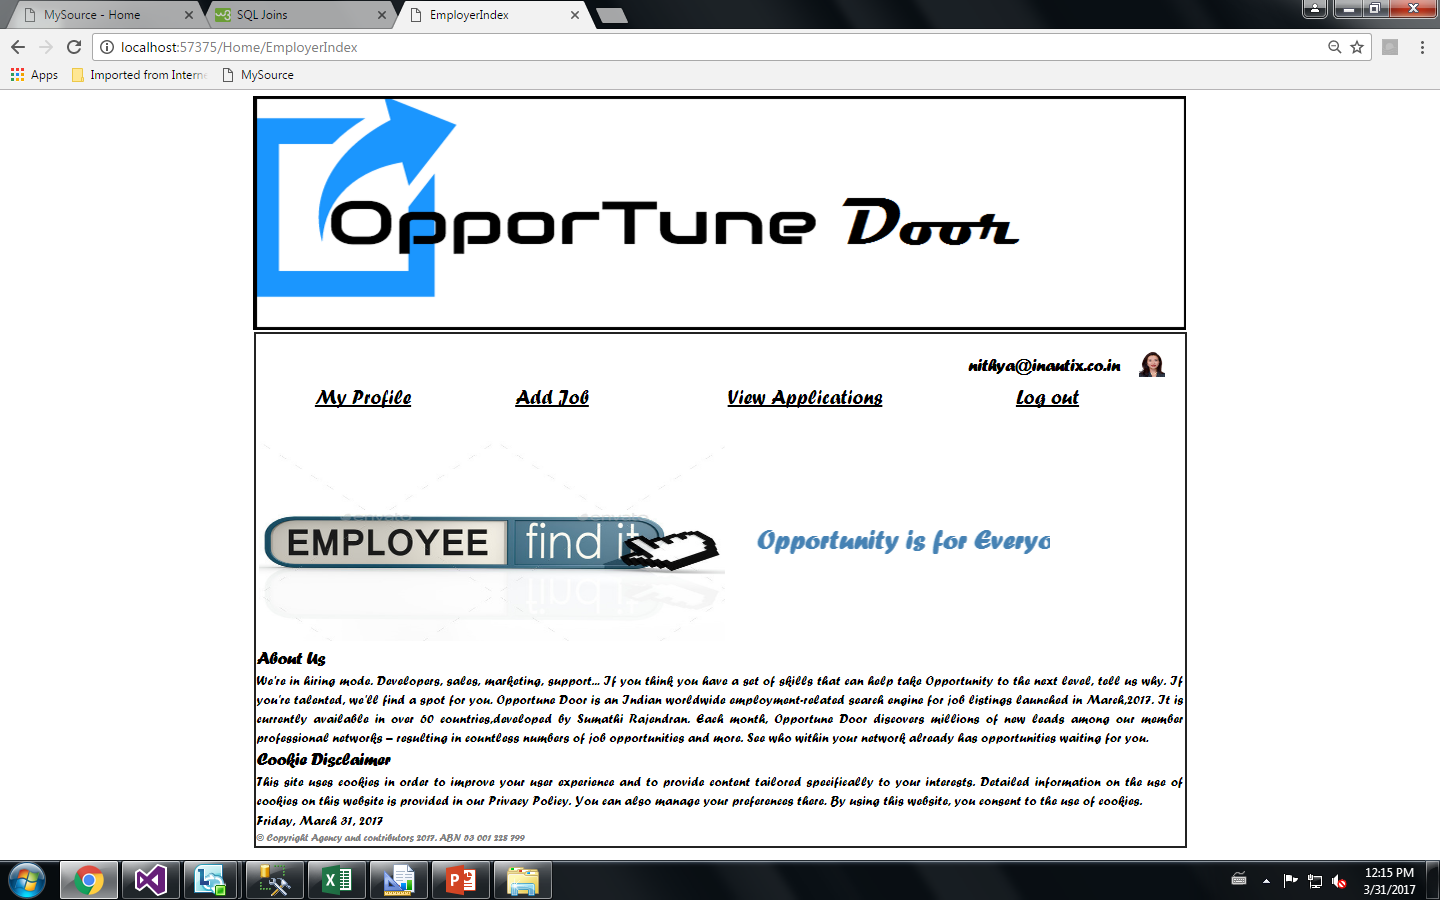 MySource - Home
SQL Joins
EmployerIndex
localhost:57375/Home/EmployerIndex
Apps
Imported from Intern
MySource
OpporTune Door
nithya@inautix.co.in
My Profile
Add Job
View Applications
Log out
envato envato
EMPLOYEE find it
Opportunity is for Everyo
About Us
We're in hiring mode. Developers, sales, marketing, support... If you think you have a set of skills that can help take Opportunity to the next level, tell us why. If
you're talented, we'll find a spot for you. Opportune Door is an Indian worldwide employment-related search engine for job listings launched in March,2017. It is
currently available in over 60 countries,developed by Sumathi Rajendran. Each month, Opportune Door discovers millions of new leads among our member
professional networks – resulting in countless numbers of job opportunities and more. See who within your network already has opportunities waiting for you.
Cookie Disclaimer
This site uses cookies in order to improve your user experience and to provide content tailored specifically to your interests. Detailed information on the use of
cookies on this website is provided in our Privacy Policy. You can also manage your preferences there. By using this website, you consent to the use of cookies.
Friday, March 31, 2017
© Copyright Agency and contributors 2017. ABN 53 001 228 799
12:15 PM
3/31/2017